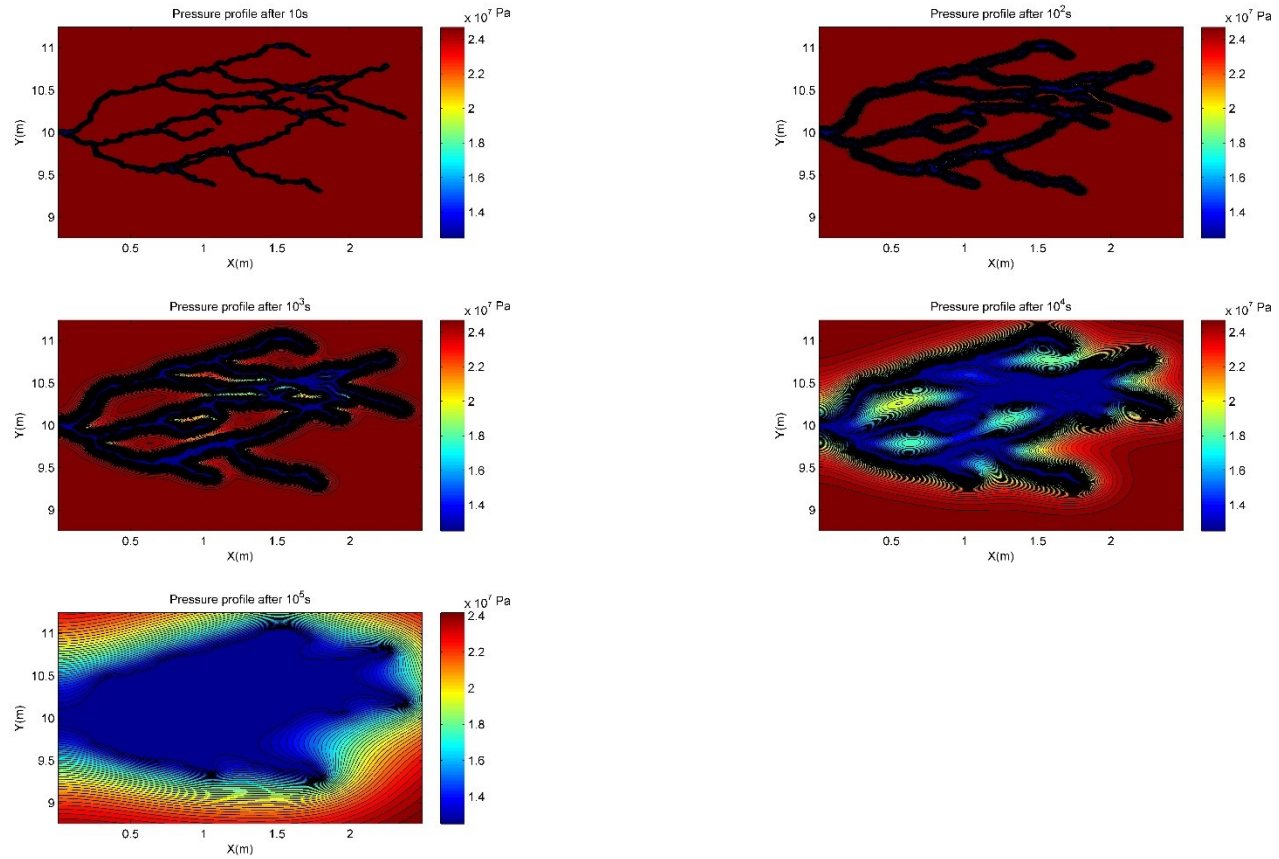 Pressure profile after 10s
x 10^7 Pa
11
10.5
10
9.5
9
Y(m)
0.5 1 1.5 2
X(m)
2.4
2.2
2
1.8
1.6
1.4
Pressure profile after 10^2s
x 10^7 Pa
11
10.5
10
9.5
9
Y(m)
0.5 1 1.5 2
X(m)
2.4
2.2
2
1.8
1.6
1.4
Pressure profile after 10^3s
x 10^7 Pa
11
10.5
10
9.5
9
Y(m)
0.5 1 1.5 2
X(m)
2.4
2.2
2
1.8
1.6
1.4
Pressure profile after 10^4s
x 10^7 Pa
11
10.5
10
9.5
9
Y(m)
0.5 1 1.5 2
X(m)
2.4
2.2
2
1.8
1.6
1.4
Pressure profile after 10^5s
x 10^7 Pa
11
10.5
10
9.5
9
Y(m)
0.5 1 1.5 2
X(m)
2.4
2.2
2
1.8
1.6
1.4